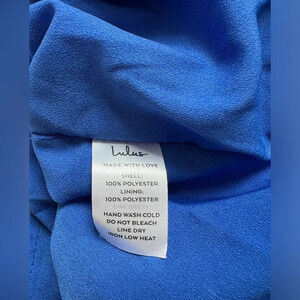 Lulus
MADE WITH LOVE
SHELL:
100% POLYESTER
LINING:
100% POLYESTER
HAND WASH COLD
DO NOT BLEACH
LINE DRY
IRON LOW HEAT